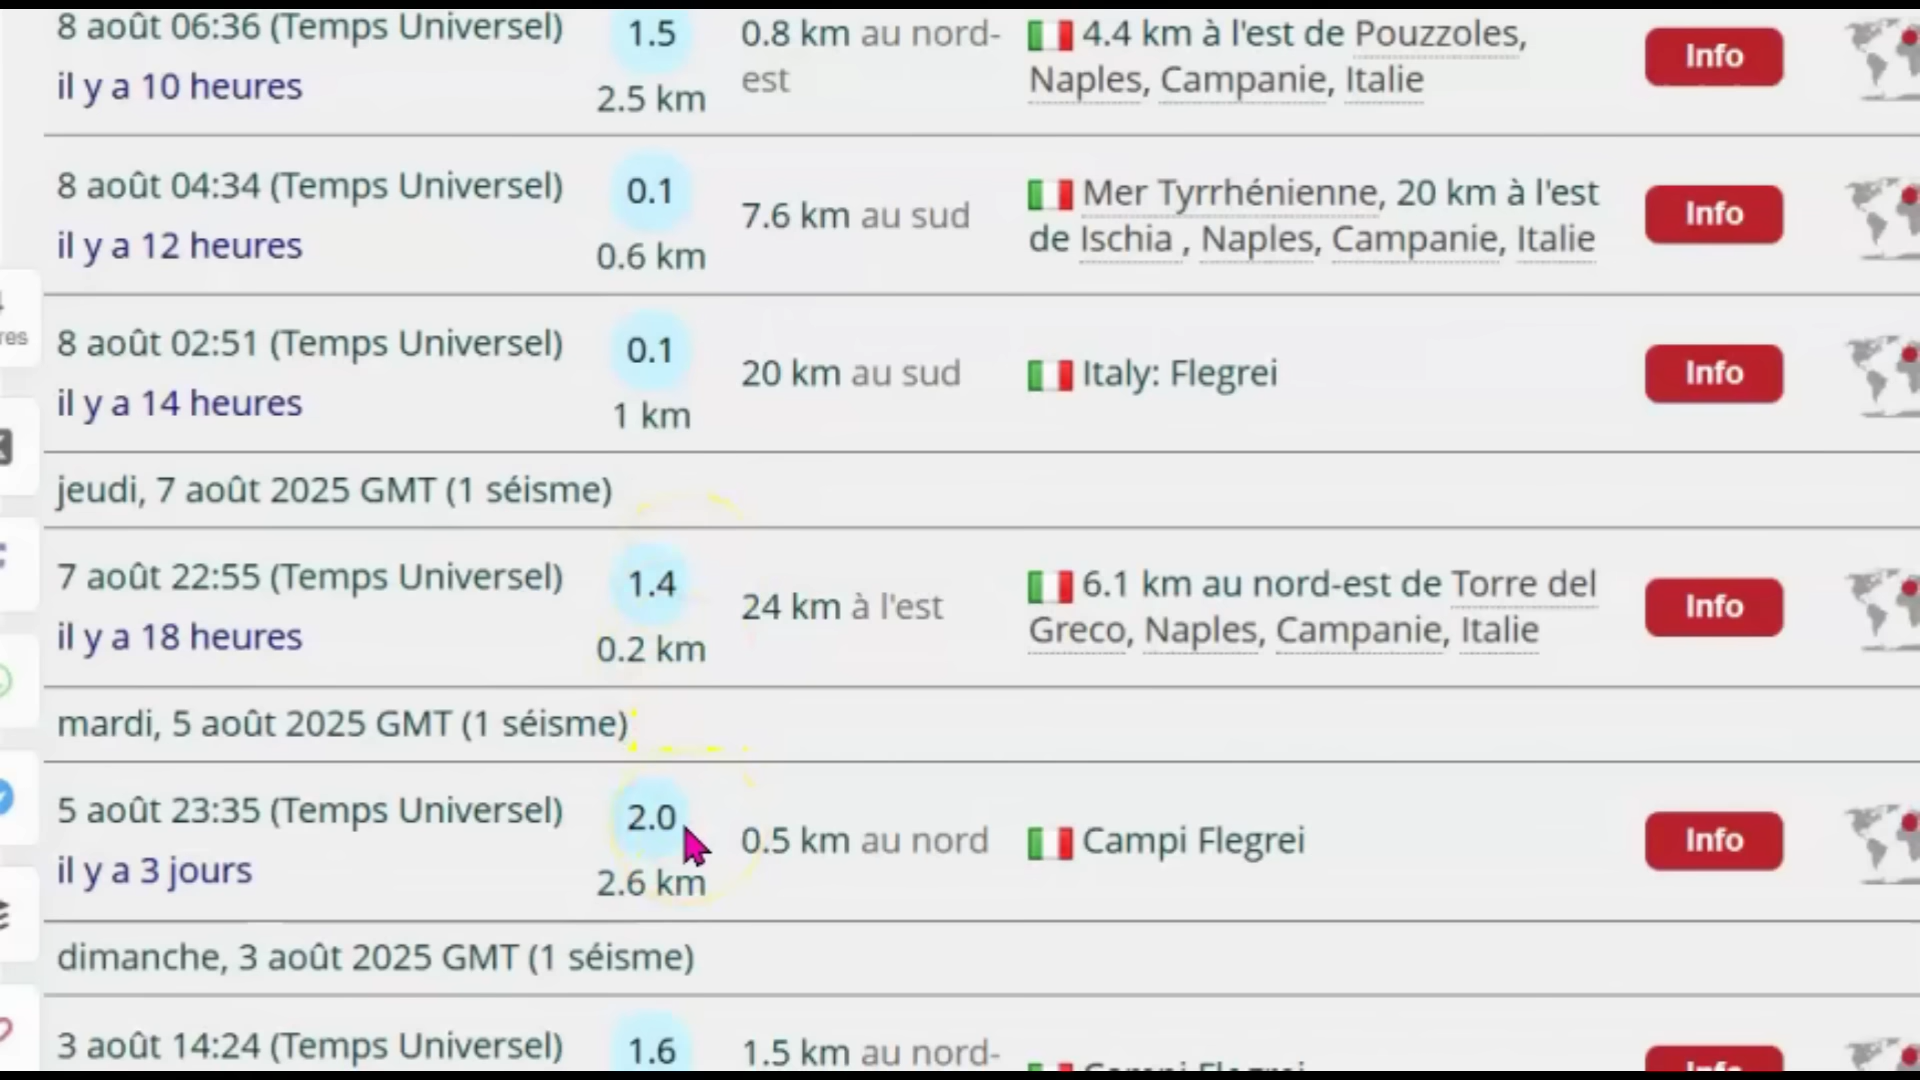 8 août 06:36 (Temps Universel)
il y a 10 heures
1.5
2.5 km
0.8 km au nord-
est
4.4 km à l'est de Pouzzoles,
Naples, Campanie, Italie
Info
8 août 04:34 (Temps Universel)
il y a 12 heures
0.1
0.6 km
7.6 km au sud
Mer Tyrrhénienne, 20 km à l'est
de Ischia , Naples, Campanie, Italie
Info
8 août 02:51 (Temps Universel)
il y a 14 heures
0.1
1 km
20 km au sud
Italy: Flegrei
Info
jeudi, 7 août 2025 GMT (1 séisme)
7 août 22:55 (Temps Universel)
il y a 18 heures
1.4
0.2 km
24 km à l'est
6.1 km au nord-est de Torre del
Greco, Naples, Campanie, Italie
Info
mardi, 5 août 2025 GMT (1 séisme)
5 août 23:35 (Temps Universel)
il y a 3 jours
2.0
2.6 km
0.5 km au nord
Campi Flegrei
Info
dimanche, 3 août 2025 GMT (1 séisme)
3 août 14:24 (Temps Universel)
1.6
1.5 km au nord-
Campi Flegrei
Info